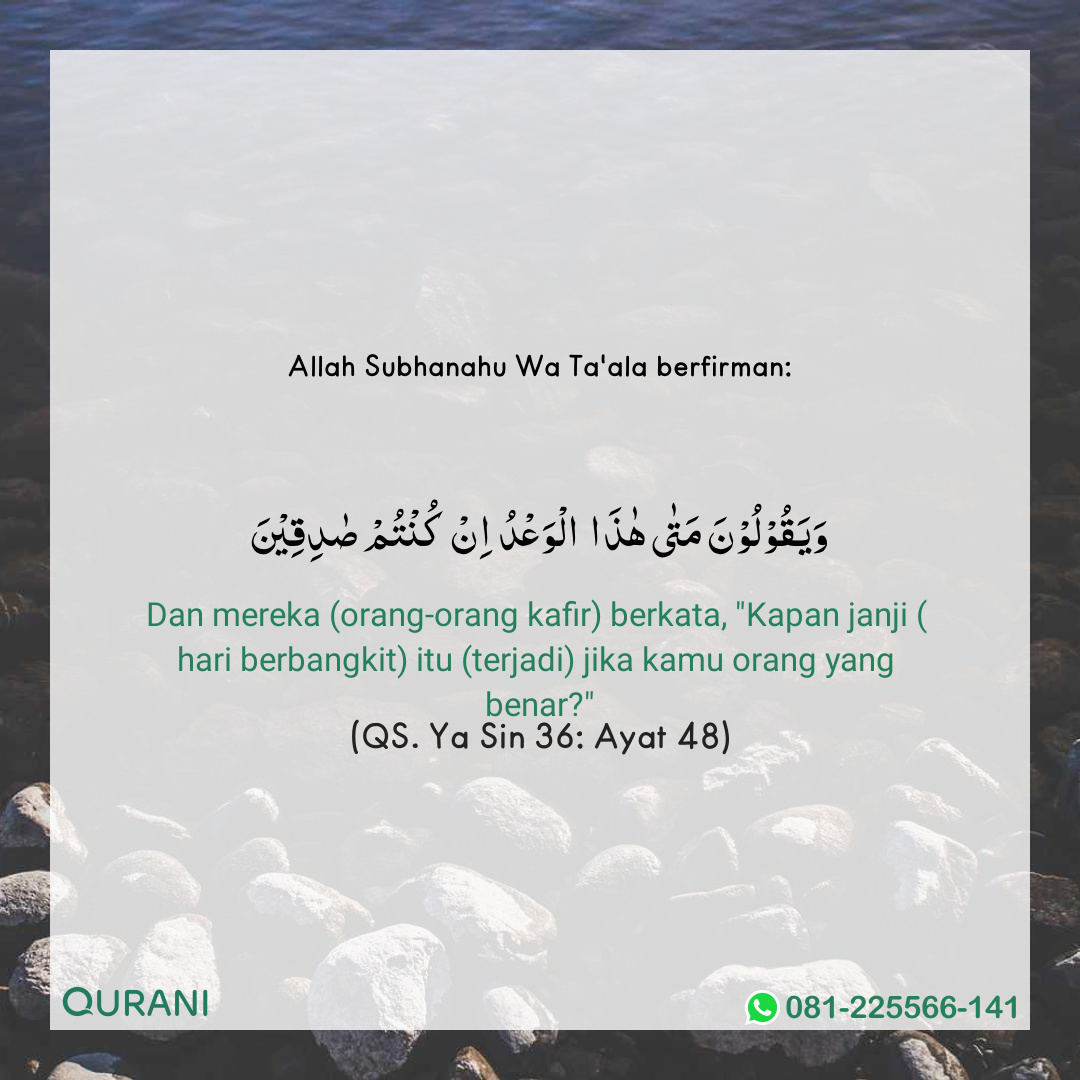 Allah Subhanahu Wa Ta'ala berfirman:
وَيَقُوْلُوْنَ مَتٰى هٰذَا الْوَعْدُ اِنْ كُنْتُمْ صٰدِقِيْنَ
Dan mereka (orang-orang kafir) berkata, "Kapan janji (
hari berbangkit) itu (terjadi) jika kamu orang yang
benar?"
(QS. Ya Sin 36: Ayat 48)
QURANI
081-225566-141